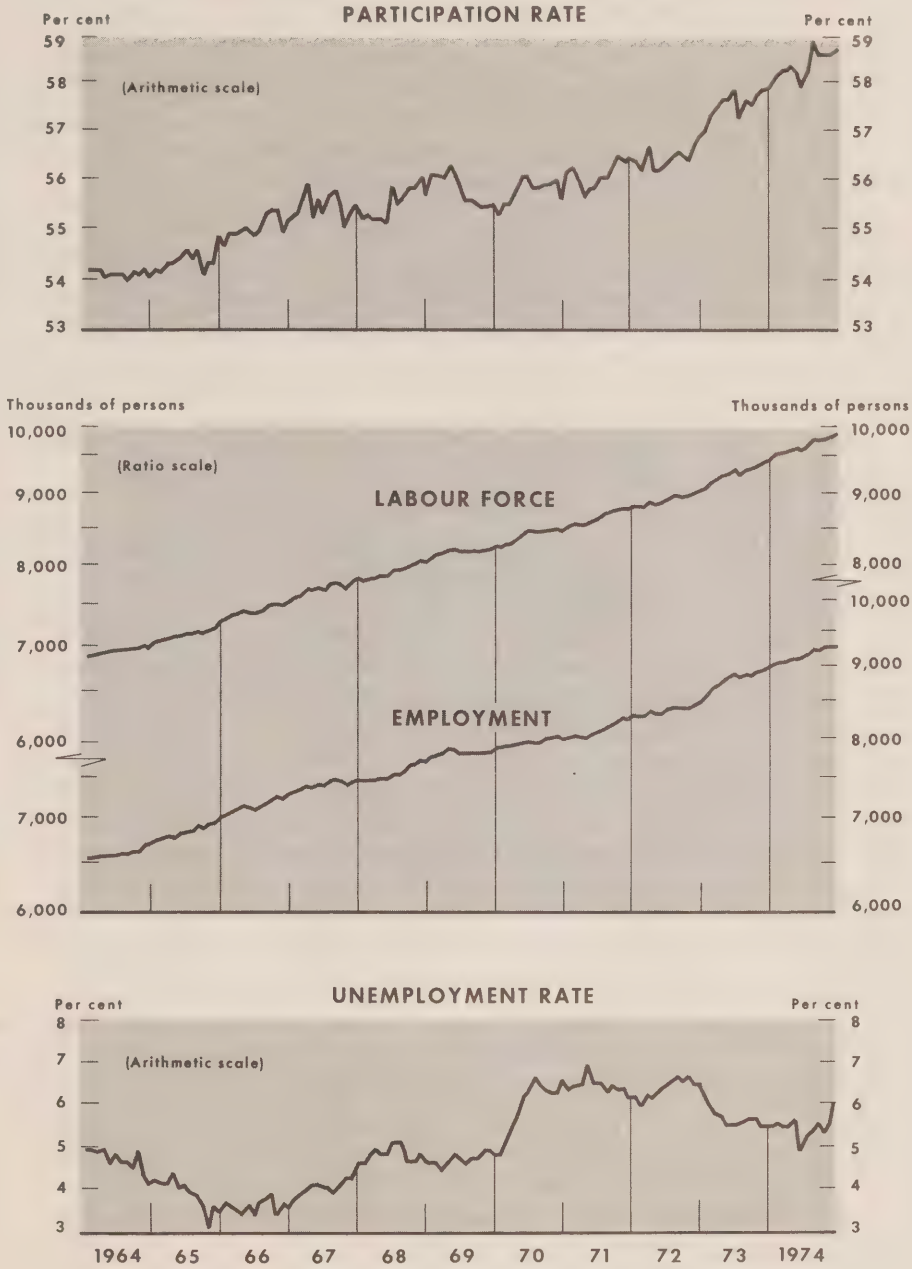 PARTICIPATION RATE
Per cent Per cent
59 59
(Arithmetic scale)
58 58
57 57
56 56
55 55
54 54
53 53
Thousands of persons Thousands of persons
10,000 10,000
(Ratio scale)
9,000 LABOUR FORCE 9,000
8,000 8,000
10,000
7,000
9,000
EMPLOYMENT
6,000 8,000
7,000 7,000
6,000 6,000
UNEMPLOYMENT RATE
Per cent Per cent
8 8
(Arithmetic scale)
7 7
6 6
5 5
4 4
3 3
1964 65 66 67 68 69 70 71 72 73 1974